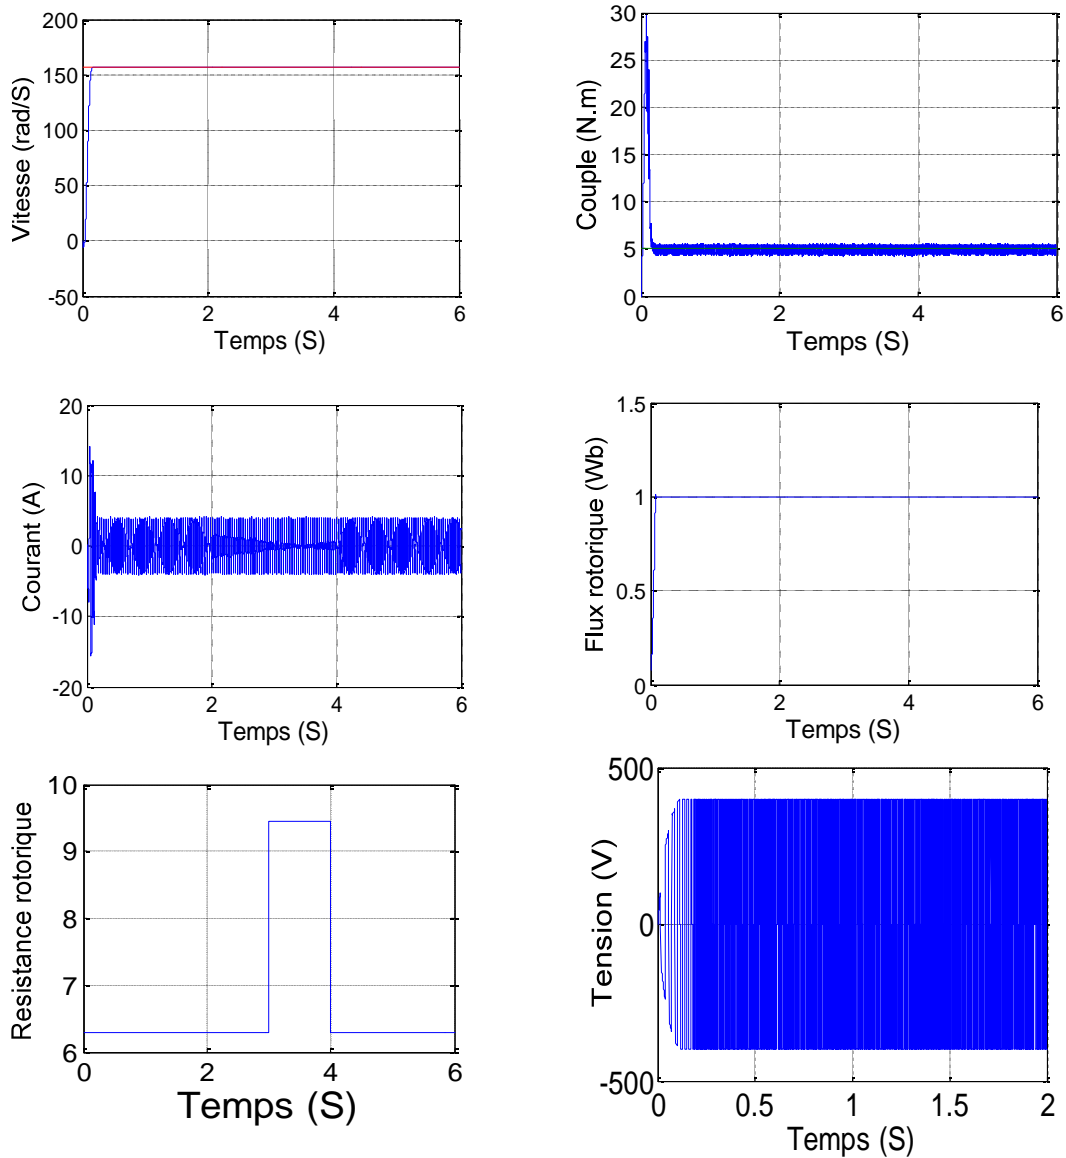 Vitesse (rad/S)
200
150
100
50
0
-50
0 2 4 6
Temps (S)
Couple (N.m)
30
25
20
15
10
5
0
0 2 4 6
Temps (S)
Courant (A)
20
10
0
-10
-20
0 2 4 6
Temps (S)
Flux rotorique (Wb)
1.5
1
0.5
0
0 2 4 6
Temps (S)
Resistance rotorique
10
9
8
7
6
0 2 4 6
Temps (S)
Tension (V)
500
0
-500
0 0.5 1 1.5 2
Temps (S)